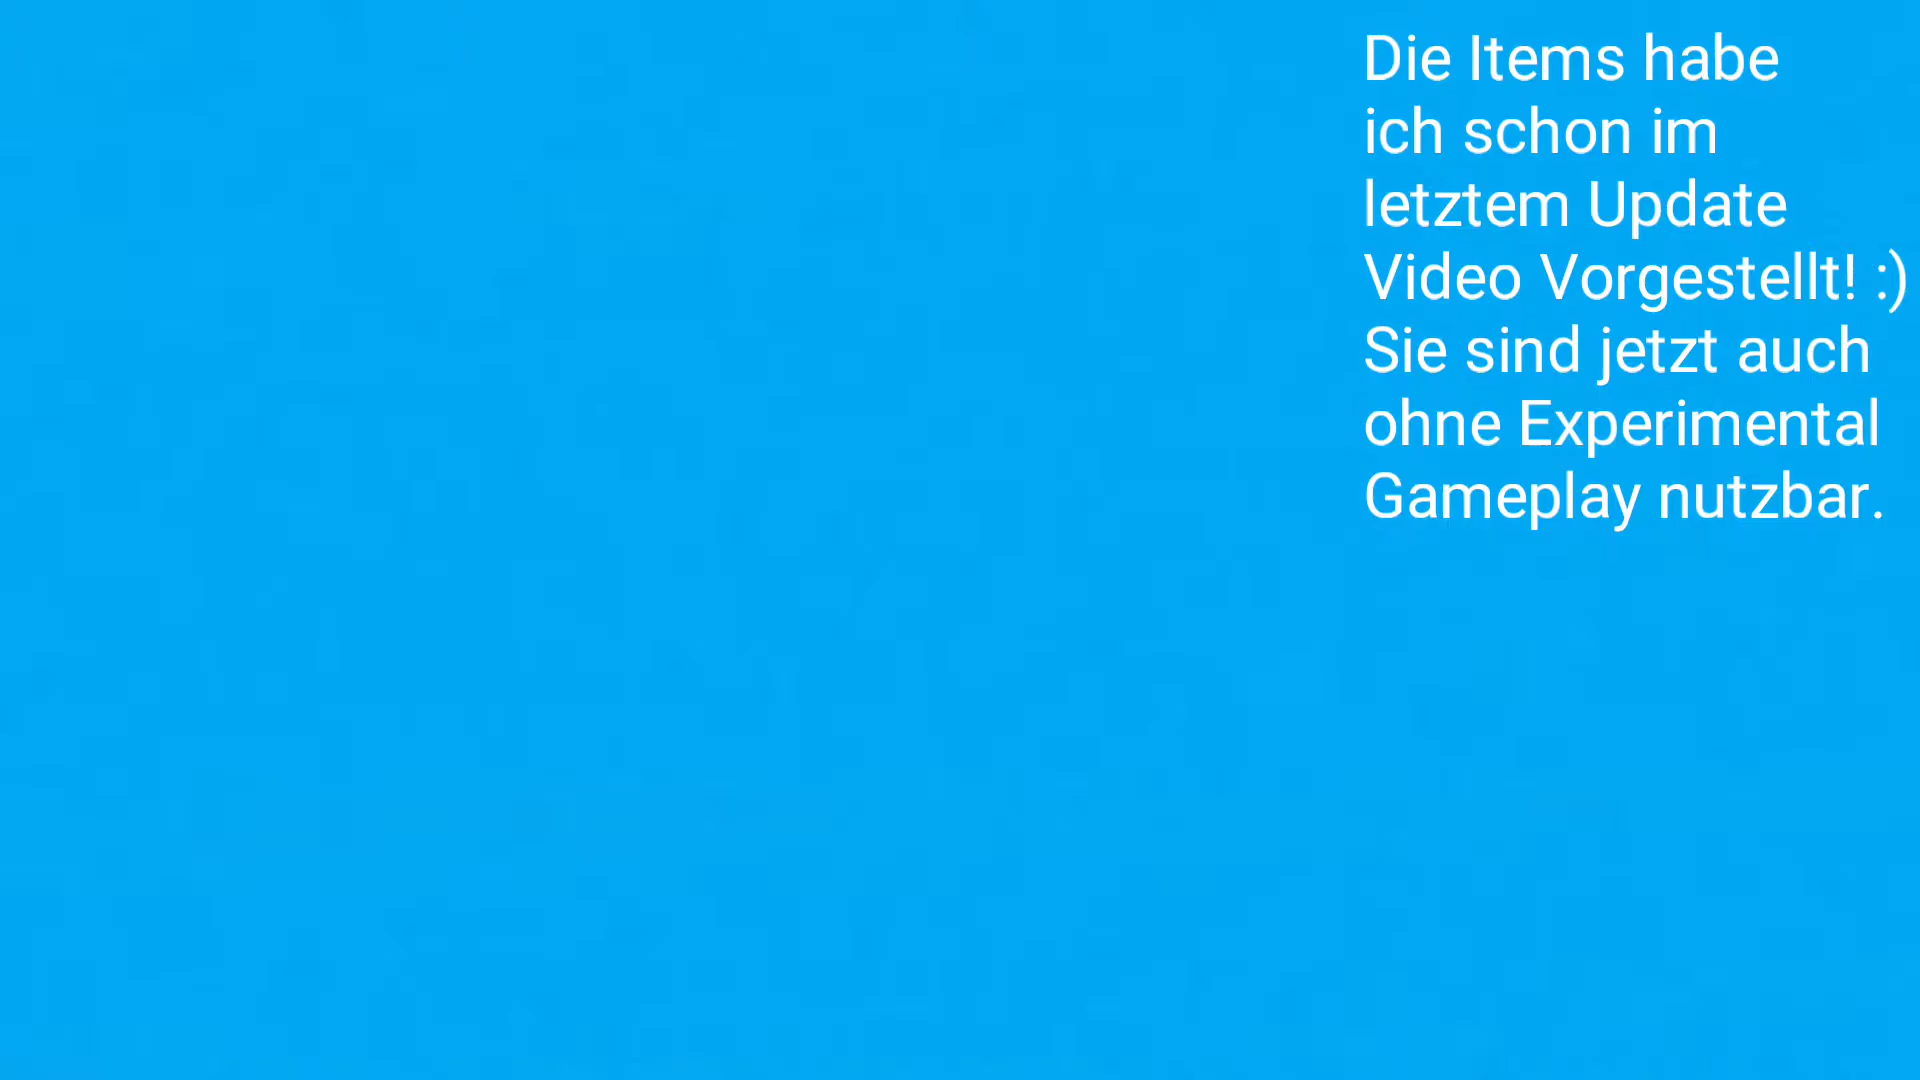 Die Items habe
ich schon im
letztem Update
Video Vorgestellt! :)
Sie sind jetzt auch
ohne Experimental
Gameplay nutzbar.